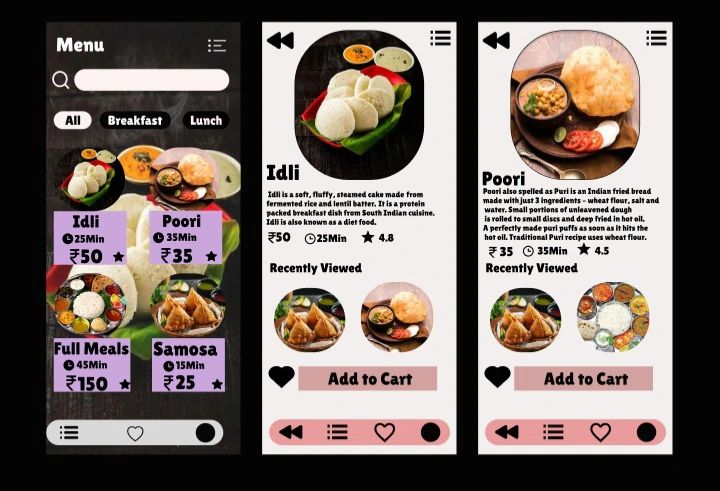 Menu
All
Breakfast
Lunch
Idli
25Min
₹50
Poori
35Min
₹35
Full Meals
45Min
₹150
Samosa
15Min
₹25
Idli
Idli is a soft, fluffy, steamed cake made from
fermented rice and lentil batter. It is a protein
packed breakfast dish from South Indian cuisine.
Idli is also known as a diet food.
₹50 25Min 4.8
Recently Viewed
Add to Cart
Poori
Poori also spelled as Puri is an Indian fried bread
made with just 3 ingredients - wheat flour, salt and
water. Small portions of unleavened dough
is rolled to small discs and deep fried in hot oil.
A perfectly made puri puffs as soon as it hits the
hot oil. Traditional Puri recipe uses wheat flour.
₹ 35 35Min 4.5
Recently Viewed
Add to Cart